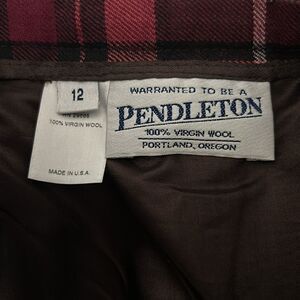 12
100% VIRGIN WOOL
MADE IN U.S.A.
WARRANTED TO BE A
PENDLETON
100% VIRGIN WOOL
PORTLAND, OREGON